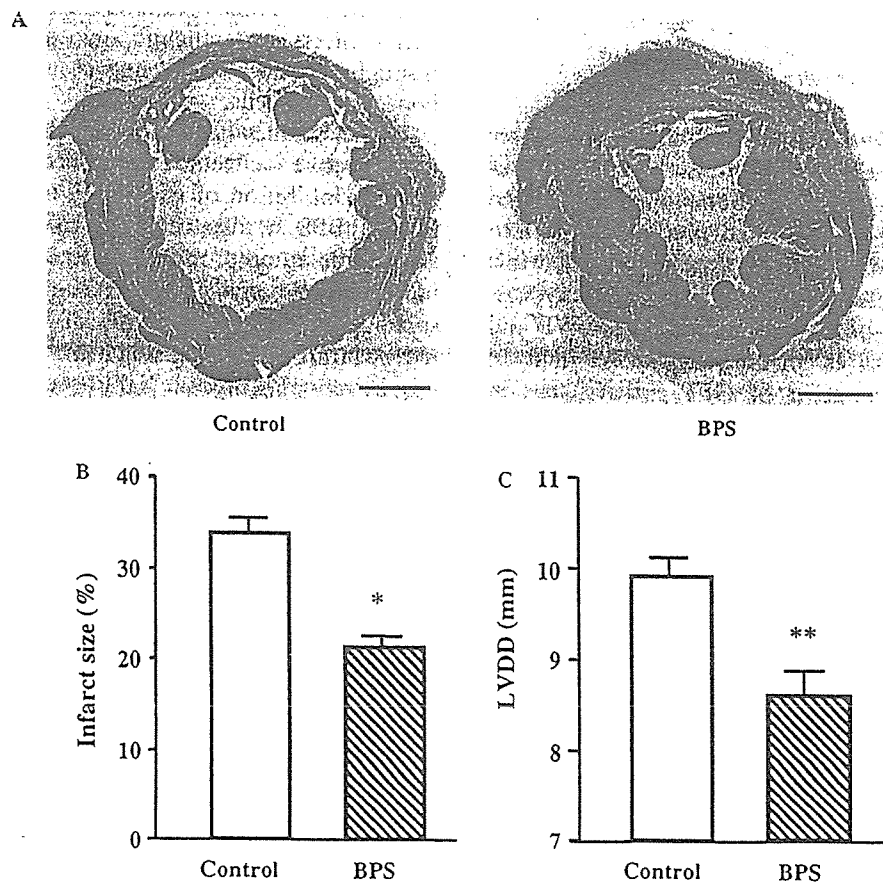 A
Control
BPS
B
Infarct size (%)
40
30
20
10
0
*
Control
BPS
C
LVDD (mm)
11
10
9
8
7
**
Control
BPS